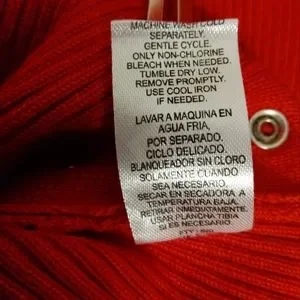 MACHINE WASH COLD
SEPARATELY.
GENTLE CYCLE.
ONLY NON-CHLORINE
BLEACH WHEN NEEDED.
TUMBLE DRY LOW.
REMOVE PROMPTLY.
USE COOL IRON
IF NEEDED.
LAVAR A MAQUINA EN
AGUA FRIA,
POR SEPARADO.
CICLO DELICADO.
BLANQUEADOR SIN CLORO
SOLAMENTE CUANDO
SEA NECESARIO.
SECAR EN SECADORA A
TEMPERATURA BAJA,
RETIRAR INMEDIATAMENTE.
USAR PLANCHA TIBIA
SI ES NECESARIO.